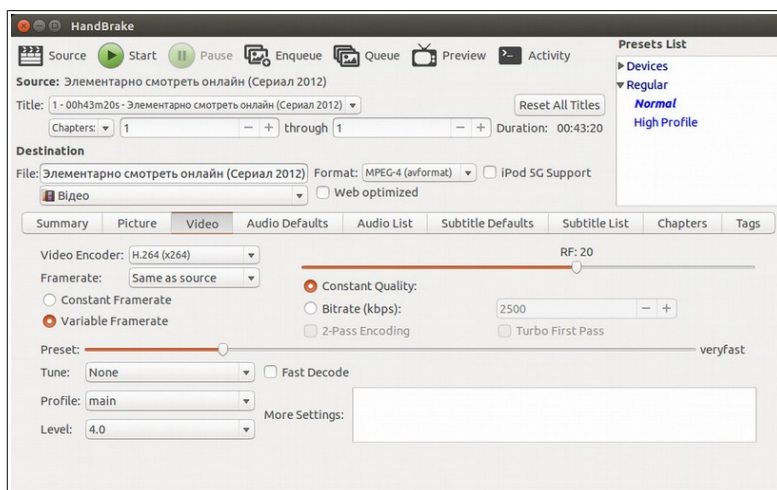 HandBrake
Source Start Pause Enqueue Queue Preview Activity
Presets List
Devices
Regular
Normal
High Profile
Source: Элементарно смотреть онлайн (Сериал 2012)
Title: 1 - 00h43m20s - Элементарно смотреть онлайн (Сериал 2012) Reset All Titles
Chapters: 1 through 1 Duration: 00:43:20
Destination
File: Элементарно смотреть онлайн (Сериал 2012) Format: MPEG-4 (avformat) iPod 5G Support
Відео Web optimized
Summary Picture Video Audio Defaults Audio List Subtitle Defaults Subtitle List Chapters Tags
Video Encoder: H.264 (x264) RF: 20
Framerate: Same as source Constant Quality:
Constant Framerate Bitrate (kbps): 2500
Variable Framerate 2-Pass Encoding Turbo First Pass
Preset: veryfast
Tune: None Fast Decode
Profile: main
More Settings:
Level: 4.0